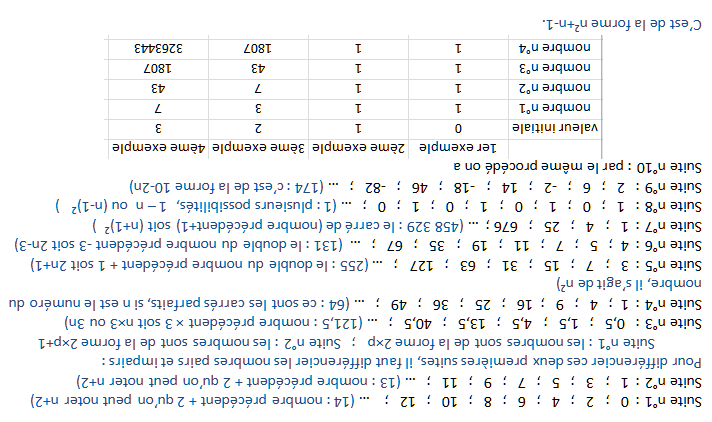 Suite n°1 : 0 ; 2 ; 4 ; 6 ; 8 ; 10 ; 12 ; ... (14 : nombre précédent + 2 qu'on peut noter n+2)
Suite n°2 : 1 ; 3 ; 5 ; 7 ; 9 ; 11 ; ... (13 : nombre précédent + 2 qu'on peut noter n+2)
Pour différencier ces deux premières suites, il faut différencier les nombres pairs et impairs :
Suite n°1 : les nombres sont de la forme 2×p ; Suite n°2 : les nombres sont de la forme 2×p+1
Suite n°3 : 0,5 ; 1,5 ; 4,5 ; 13,5 ; 40,5 ; ... (121,5 : nombre précédent × 3 soit n×3 ou 3n)
Suite n°4 : 1 ; 4 ; 9 ; 16 ; 25 ; 36 ; 49 ; ... (64 : ce sont les carrés parfaits, si n est le numéro du
nombre, il s'agit de n²)
Suite n°5 : 3 ; 7 ; 15 ; 31 ; 63 ; 127 ; ... (255 : le double du nombre précédent + 1 soit 2n+1)
Suite n°6 : 4 ; 5 ; 7 ; 11 ; 19 ; 35 ; 67 ; ... (131 : le double du nombre précédent -3 soit 2n-3)
Suite n°7 : 1 ; 4 ; 25 ; 676 ; ... (458 329 : le carré de (nombre précédent+1) soit (n+1)² )
Suite n°8 : 1 ; 0 ; 1 ; 0 ; 1 ; 0 ; 1 ; 0 ; ... (1 : plusieurs possibilités, 1 – n ou (n-1)² )
Suite n°9 : 2 ; 6 ; -2 ; 14 ; -18 ; 46 ; -82 ; ... (174 : c'est de la forme 10-2n)
Suite n°10 : par le même procédé on a
1er exemple 2ème exemple 3ème exemple 4ème exemple
valeur initiale 0 1 2 3
nombre n°1 1 1 3 7
nombre n°2 1 1 7 43
nombre n°3 1 1 43 1807
nombre n°4 1 1 1807 3263443
C'est de la forme n²+n-1.